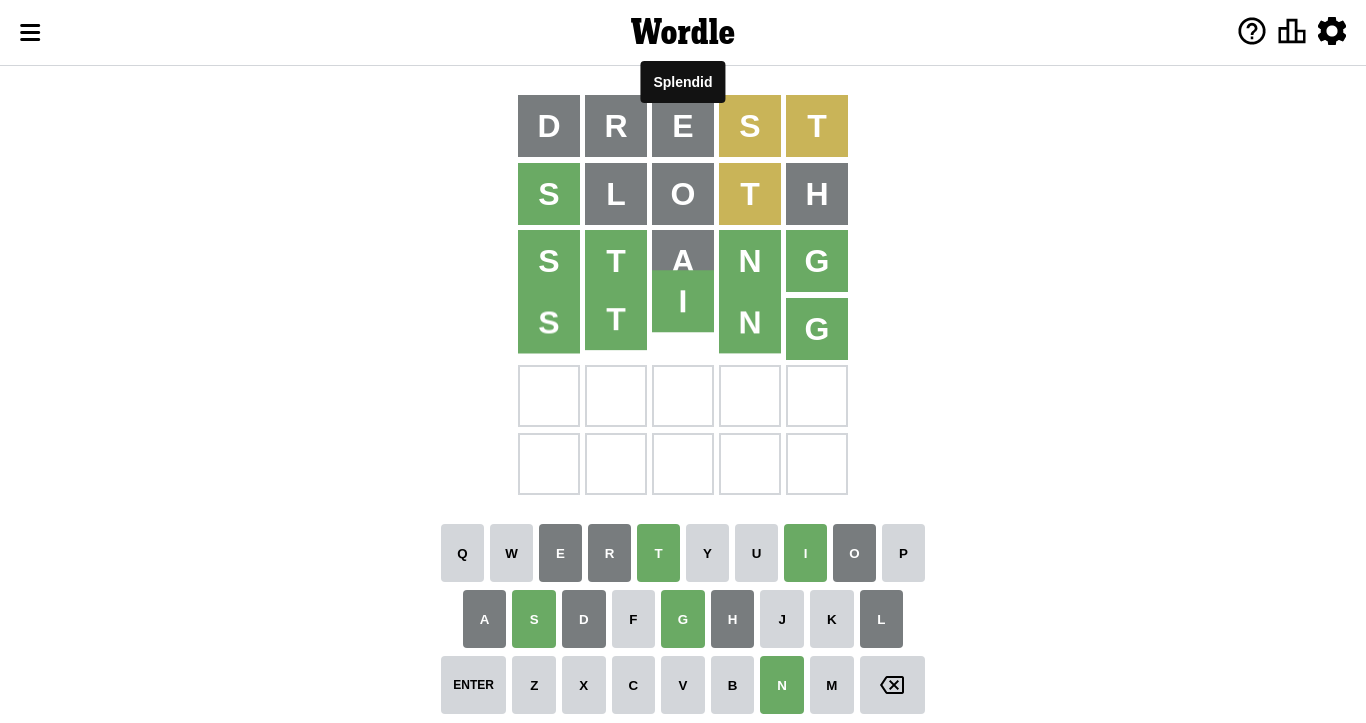 Wordle
Splendid
D R E S T
S L O T H
S T A N G
S T I N G
Q W E R T Y U I O P
A S D F G H J K L
ENTER Z X C V B N M